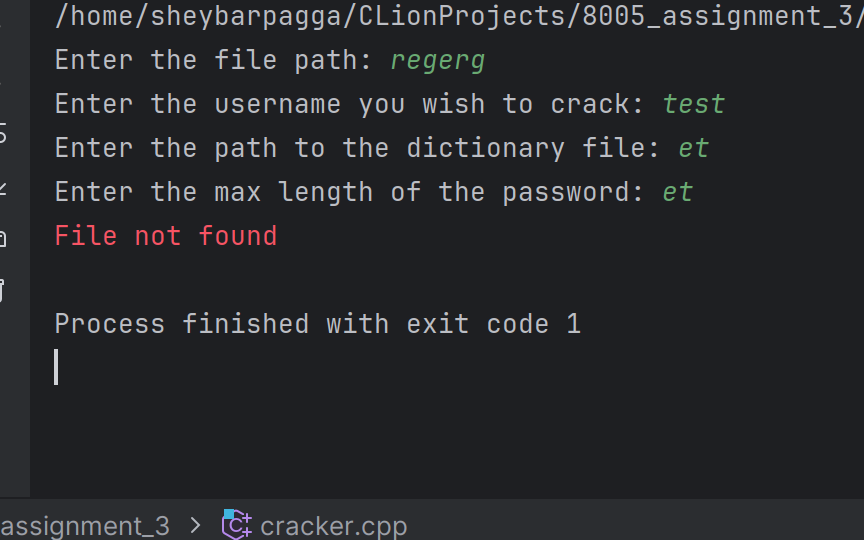 /home/sheybarpagga/CLionProjects/8005_assignment_3/
Enter the file path: regerg
Enter the username you wish to crack: test
Enter the path to the dictionary file: et
Enter the max length of the password: et
File not found
Process finished with exit code 1
assignment_3 > cracker.cpp